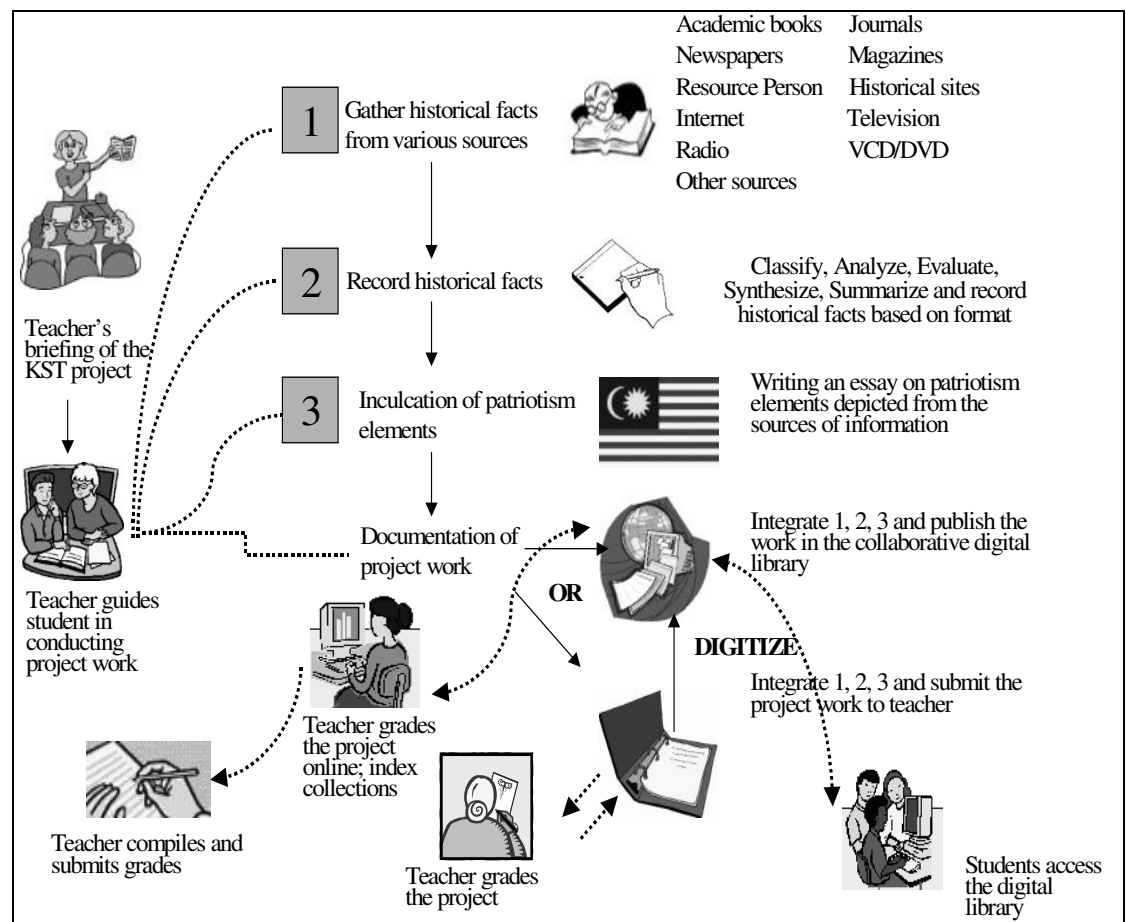 Academic books Journals
Newspapers Magazines
Resource Person Historical sites
Internet Television
Radio VCD/DVD
Other sources
1
Gather historical facts
from various sources
2
Record historical facts
Classify, Analyze, Evaluate,
Synthesize, Summarize and record
historical facts based on format
Teacher's
briefing of the
KST project
3
Inculcation of patriotism
elements
Writing an essay on patriotism
elements depicted from the
sources of information
Documentation of
project work
Integrate 1, 2, 3 and publish the
work in the collaborative digital
library
OR
Teacher guides
student in
conducting
project work
DIGITIZE
Integrate 1, 2, 3 and submit the
project work to teacher
Teacher grades
the project
online; index
collections
Teacher compiles and
submits grades
Teacher grades
the project
Students access
the digital
library